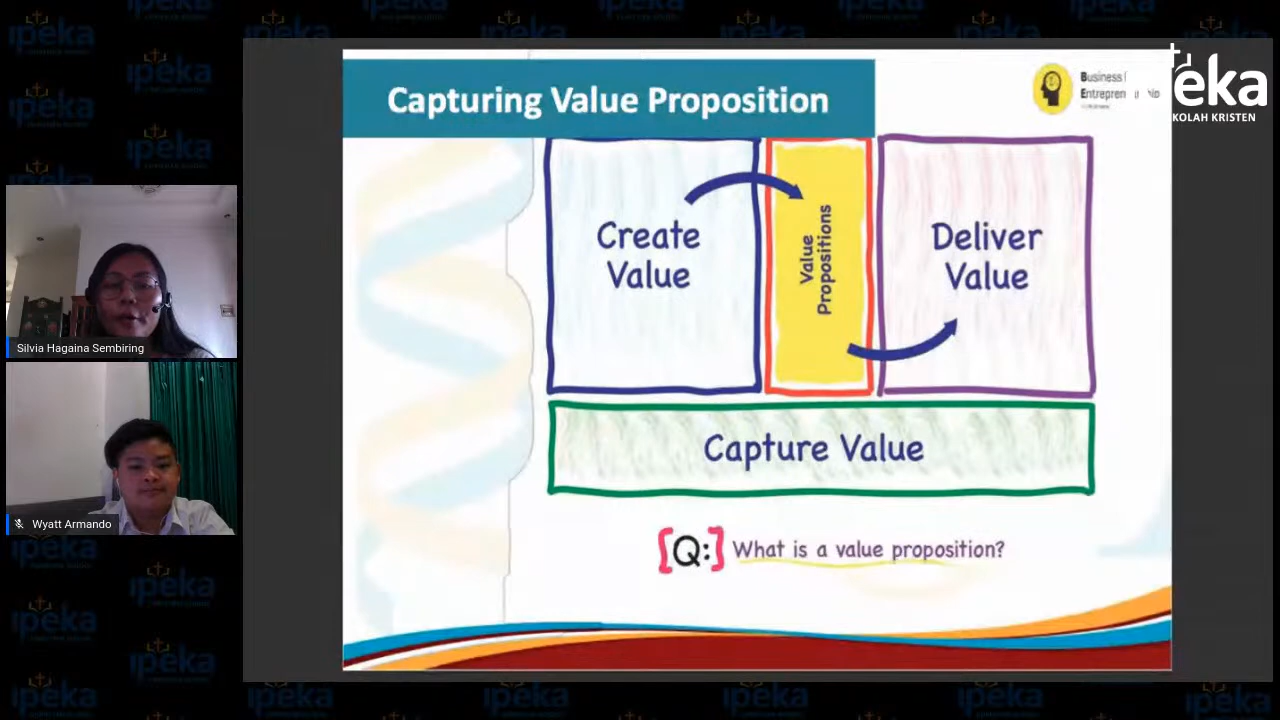 Capturing Value Proposition
Business
Entrepren
ipeka
KOLAH KRISTEN
Create
Value
Value
Propositions
Deliver
Value
Capture Value
[Q:] What is a value proposition?
Silvia Hagaina Sembiring
Wyatt Armando